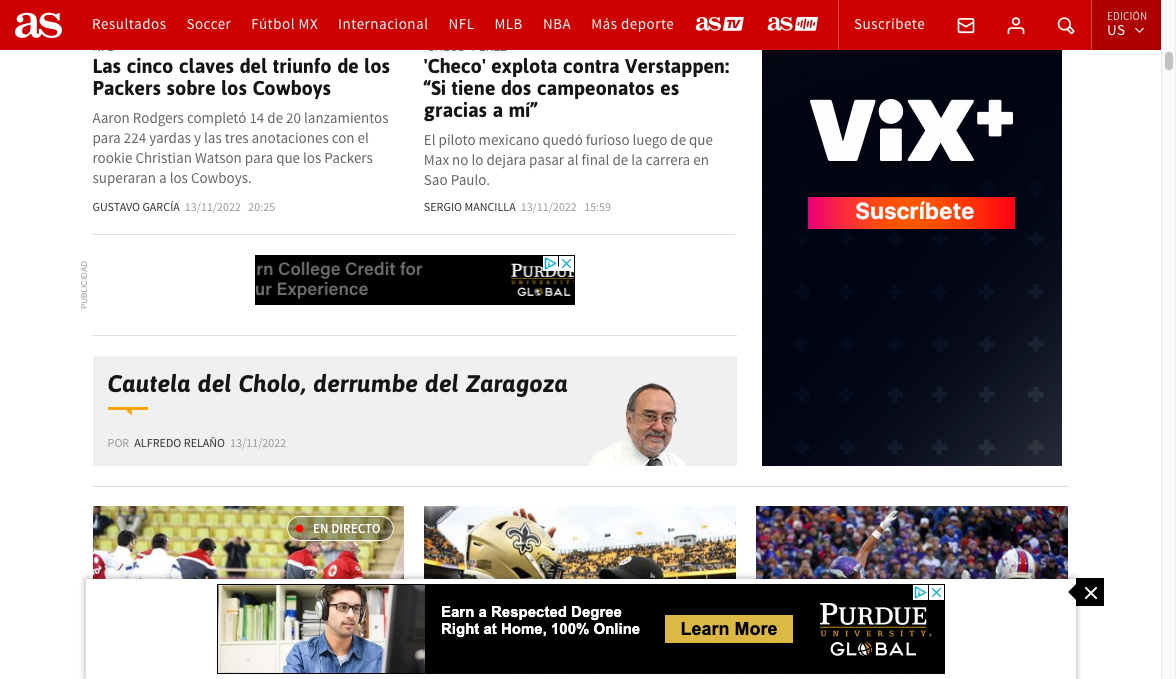 as
Resultados
Soccer
Fútbol MX
Internacional
NFL
MLB
NBA
Más deporte
as TV
as
Suscríbete
EDICIÓN
US
Las cinco claves del triunfo de los
Packers sobre los Cowboys
Aaron Rodgers completó 14 de 20 lanzamientos
para 224 yardas y las tres anotaciones con el
rookie Christian Watson para que los Packers
superaran a los Cowboys.
GUSTAVO GARCÍA 13/11/2022 20:25
'Checo' explota contra Verstappen:
“Si tiene dos campeonatos es
gracias a mí”
El piloto mexicano quedó furioso luego de que
Max no lo dejara pasar al final de la carrera en
Sao Paulo.
SERGIO MANCILLA 13/11/2022 15:59
ViX+
Suscríbete
PUBLICIDAD
rn College Credit for
ur Experience
PURDUE
UNIVERSITY
GLOBAL
Cautela del Cholo, derrumbe del Zaragoza
POR ALFREDO RELAÑO 13/11/2022
EN DIRECTO
Earn a Respected Degree
Right at Home, 100% Online
Learn More
PURDUE
UNIVERSITY
GLOBAL